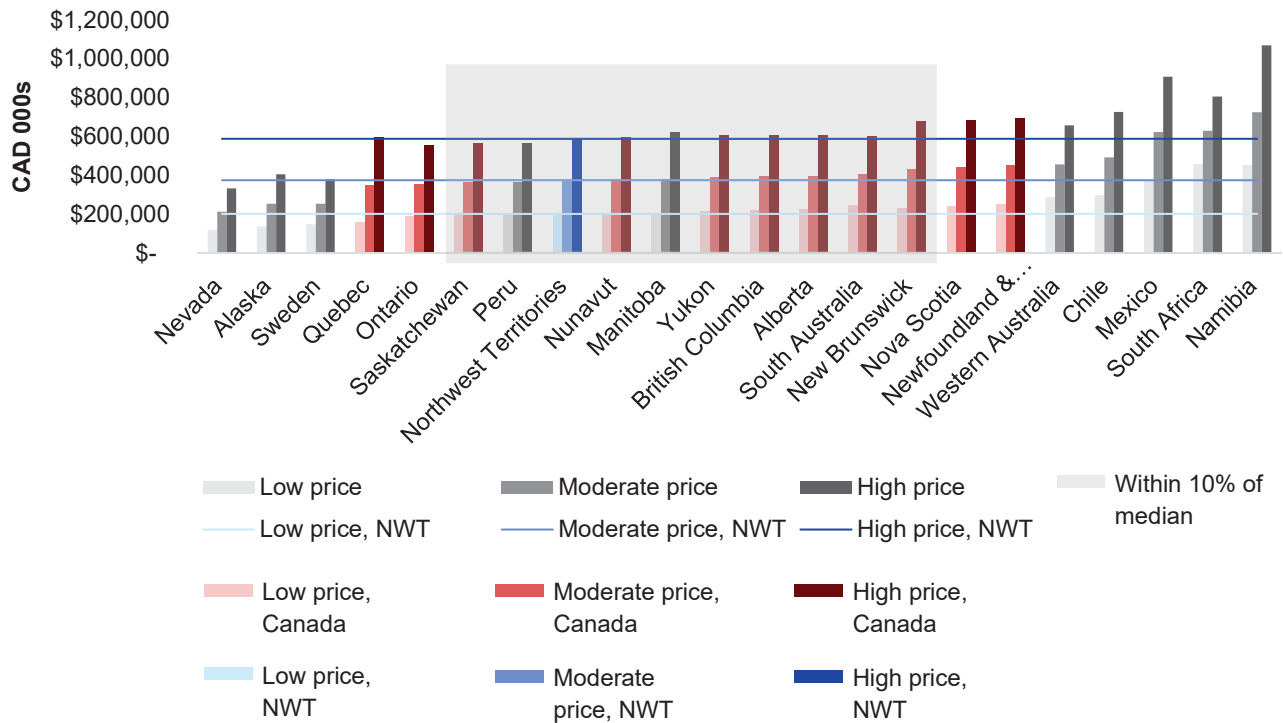 $1,200,000
$1,000,000
$800,000
$600,000
$400,000
$200,000
$-
CAD 000s
Nevada
Alaska
Sweden
Quebec
Ontario
Saskatchewan
Peru
Northwest Territories
Nunavut
Manitoba
Yukon
British Columbia
Alberta
South Australia
New Brunswick
Nova Scotia
Newfoundland &...
Western Australia
Chile
Mexico
South Africa
Namibia
Low price
Moderate price
High price
Within 10% of
median
Low price, NWT
Moderate price, NWT
High price, NWT
Low price,
Canada
Moderate price,
Canada
High price,
Canada
Low price,
NWT
Moderate
price, NWT
High price,
NWT